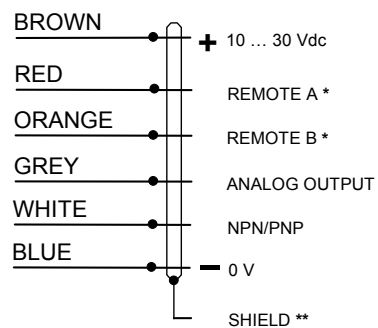 BROWN + 10 … 30 Vdc
RED REMOTE A *
ORANGE REMOTE B *
GREY ANALOG OUTPUT
WHITE NPN/PNP
BLUE – 0 V
SHIELD **